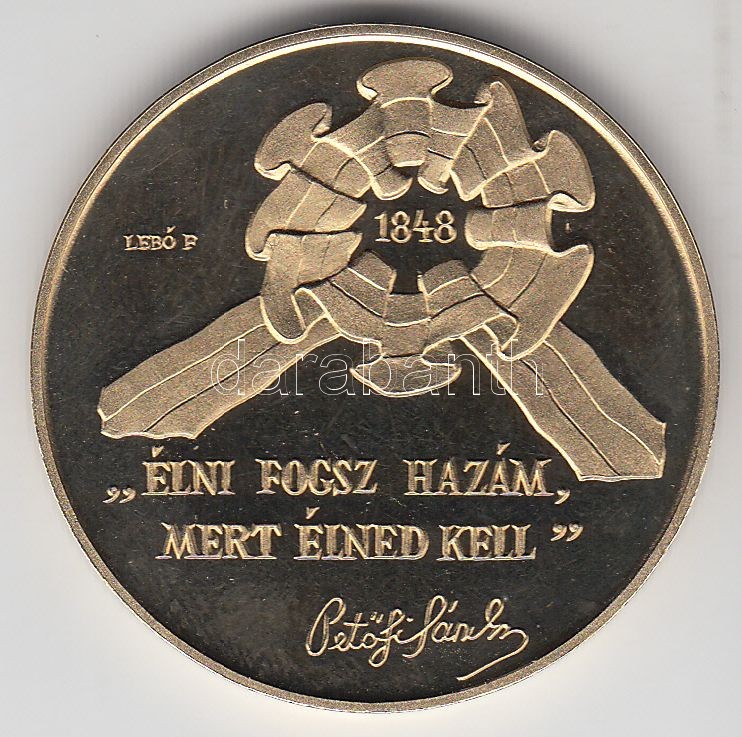 1848
LEBÓ F
darabanth
„ÉLNI FOGSZ HAZÁM,
MERT ÉLNED KELL”
Petőfi Sándor